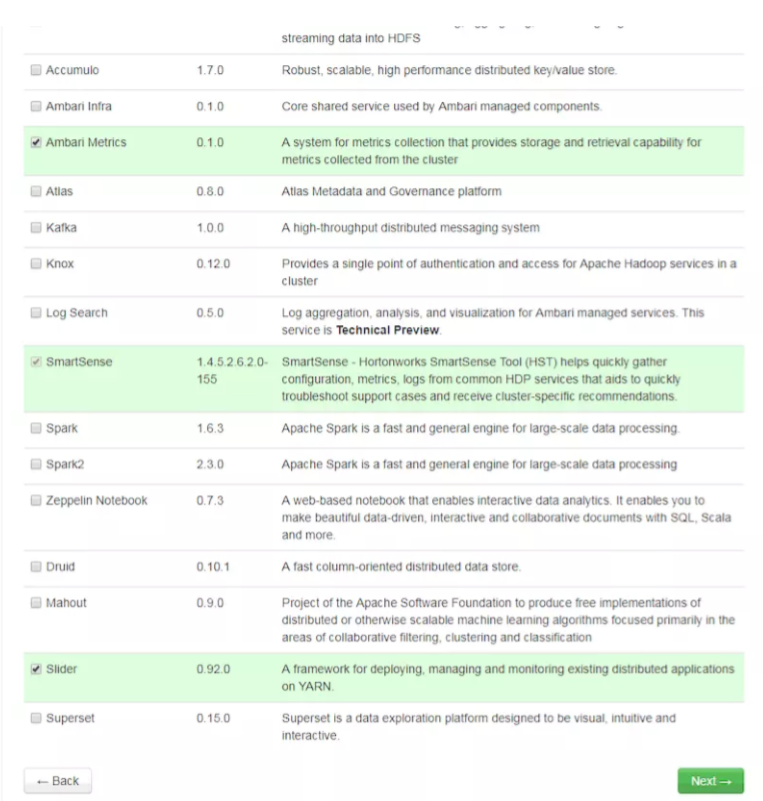 streaming data into HDFS
Accumulo 1.7.0 Robust, scalable, high performance distributed key/value store.
Ambari Infra 0.1.0 Core shared service used by Ambari managed components.
Ambari Metrics 0.1.0 A system for metrics collection that provides storage and retrieval capability for
metrics collected from the cluster
Atlas 0.8.0 Atlas Metadata and Governance platform
Kafka 1.0.0 A high-throughput distributed messaging system
Knox 0.12.0 Provides a single point of authentication and access for Apache Hadoop services in a
cluster
Log Search 0.5.0 Log aggregation, analysis, and visualization for Ambari managed services. This
service is Technical Preview.
SmartSense 1.4.5.2.6.2.0- SmartSense - Hortonworks SmartSense Tool (HST) helps quickly gather
155 configuration, metrics, logs from common HDP services that aids to quickly
troubleshoot support cases and receive cluster-specific recommendations.
Spark 1.6.3 Apache Spark is a fast and general engine for large-scale data processing.
Spark2 2.3.0 Apache Spark is a fast and general engine for large-scale data processing
Zeppelin Notebook 0.7.3 A web-based notebook that enables interactive data analytics. It enables you to
make beautiful data-driven, interactive and collaborative documents with SQL, Scala
and more.
Druid 0.10.1 A fast column-oriented distributed data store.
Mahout 0.9.0 Project of the Apache Software Foundation to produce free implementations of
distributed or otherwise scalable machine learning algorithms focused primarily in the
areas of collaborative filtering, clustering and classification
Slider 0.92.0 A framework for deploying, managing and monitoring existing distributed applications
on YARN.
Superset 0.15.0 Superset is a data exploration platform designed to be visual, intuitive and
interactive.
← Back Next →